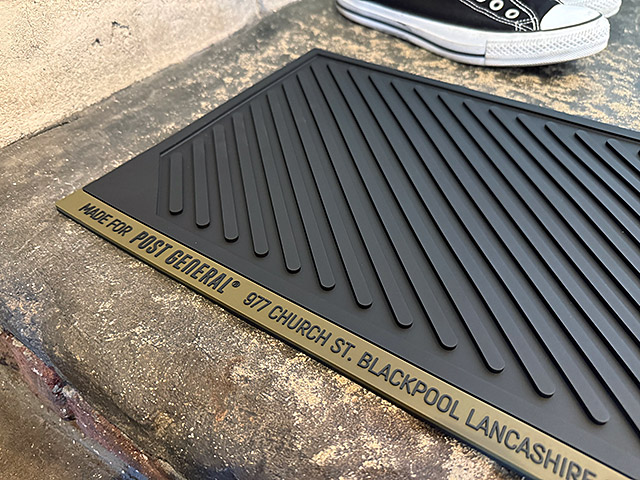 MADE FOR POST GENERAL® 977 CHURCH ST. BLACKPOOL LANCASHIRE